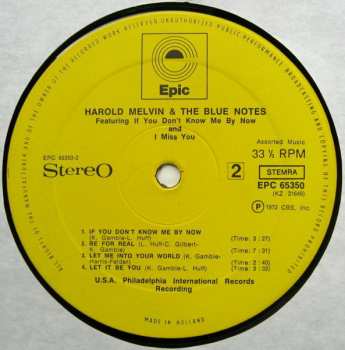 Epic
HAROLD MELVIN & THE BLUE NOTES
Featuring If You Don't Know Me By Now
and
I Miss You
Assorted Music
EPC 65350-2
StereO
2
33 ⅓ RPM
STEMRA
EPC 65350
(KZ 31648)
Ⓟ 1972 CBS, Inc.
1. IF YOU DON'T KNOW ME BY NOW
(K. Gamble-L. Huff) (Time: 3:27)
2. BE FOR REAL (L. Huff-C. Gilbert-
K. Gamble) (Time: 7:31)
3. LET ME INTO YOUR WORLD (K. Gamble-
Harris-Felder) (Time: 2:40)
4. LET IT BE YOU (K. Gamble-L. Huff)
U.S.A. Philadelphia International Records
Recording
MADE IN HOLLAND